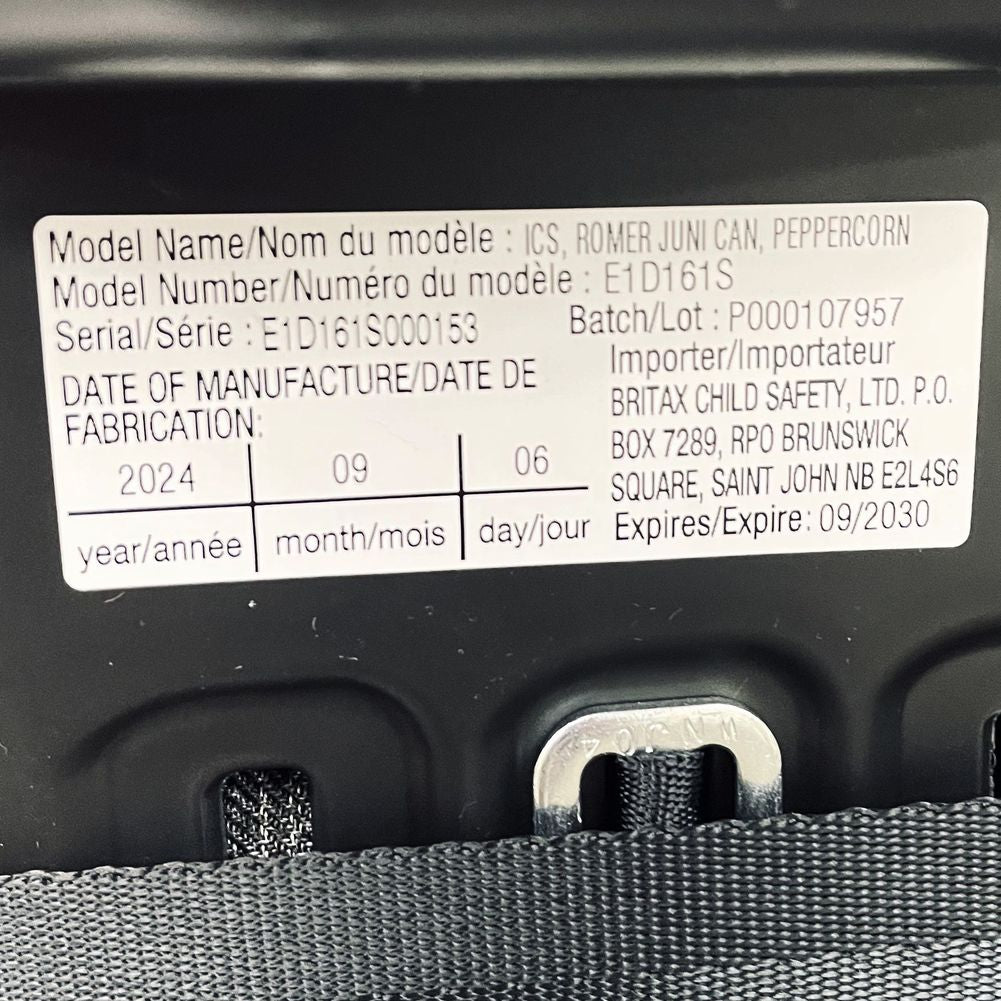 Model Name/Nom du modèle : ICS, ROMER JUNI CAN, PEPPERCORN
Model Number/Numéro du modèle : E1D161S
Serial/Série : E1D161S000153
Batch/Lot : P000107957
DATE OF MANUFACTURE/DATE DE
FABRICATION:
2024 09 06
year/année month/mois day/jour
Importer/Importateur
BRITAX CHILD SAFETY, LTD. P.O.
BOX 7289, RPO BRUNSWICK
SQUARE, SAINT JOHN NB E2L4S6
Expires/Expire: 09/2030